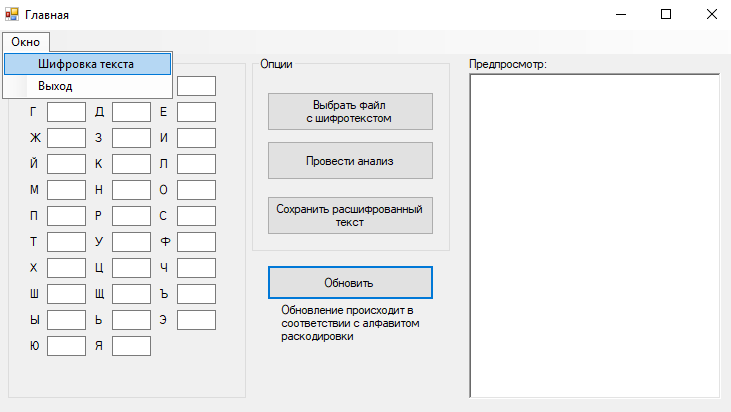 Главная
Окно
Шифровка текста
Выход
Г Д Е
Ж З И
Й К Л
М Н О
П Р С
Т У Ф
Х Ц Ч
Ш Щ Ъ
Ы Ь Э
Ю Я
Опции
Выбрать файл
с шифротекстом
Провести анализ
Сохранить расшифрованный
текст
Обновить
Обновление происходит в
соответствии с алфавитом
раскодировки
Предпросмотр: